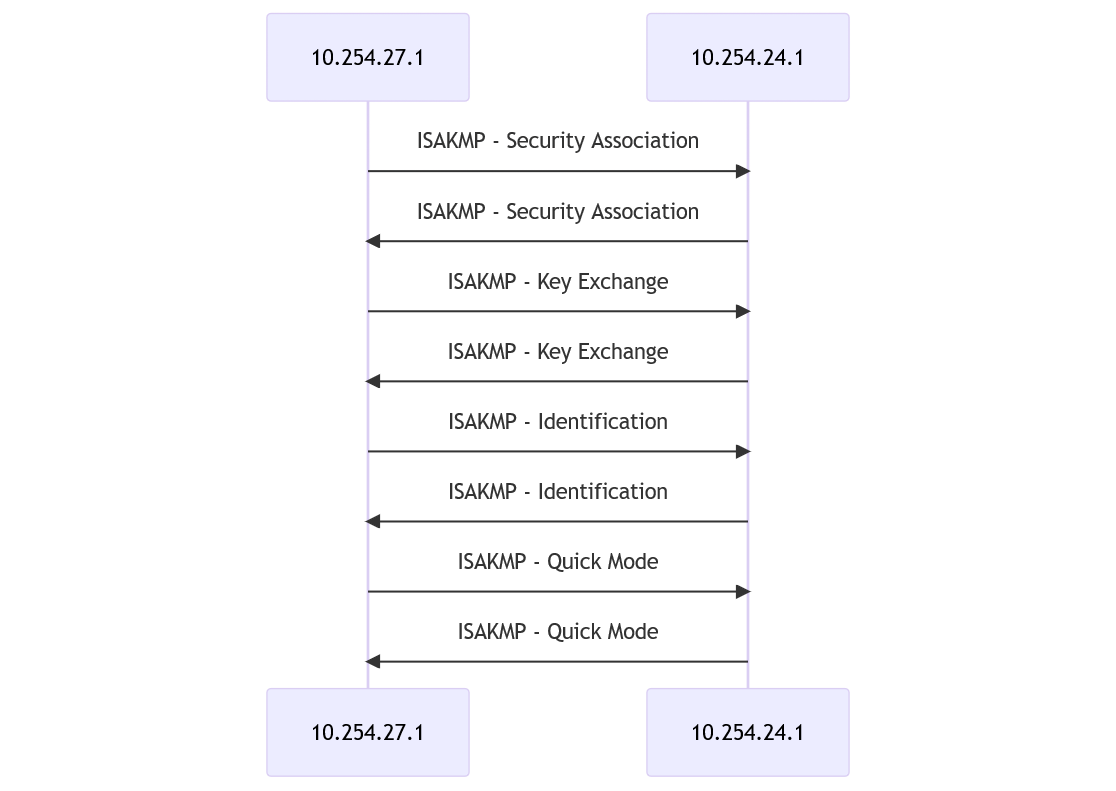 10.254.27.1
10.254.24.1
ISAKMP - Security Association
ISAKMP - Security Association
ISAKMP - Key Exchange
ISAKMP - Key Exchange
ISAKMP - Identification
ISAKMP - Identification
ISAKMP - Quick Mode
ISAKMP - Quick Mode
10.254.27.1
10.254.24.1